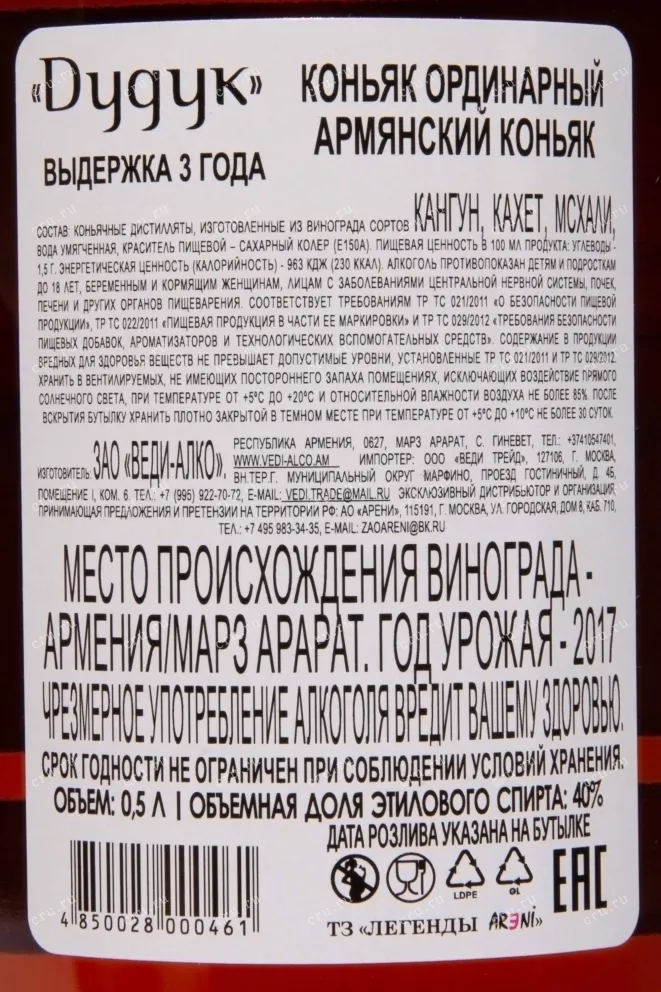 «Дудук»
ВЫДЕРЖКА 3 ГОДА
КОНЬЯК ОРДИНАРНЫЙ
АРМЯНСКИЙ КОНЬЯК
СОСТАВ: КОНЬЯЧНЫЕ ДИСТИЛЛЯТЫ, ИЗГОТОВЛЕННЫЕ ИЗ ВИНОГРАДА СОРТОВ КАНГУН, КАХЕТ, МСХАЛИ,
ВОДА УМЯГЧЕННАЯ, КРАСИТЕЛЬ ПИЩЕВОЙ – САХАРНЫЙ КОЛЕР (E150A). ПИЩЕВАЯ ЦЕННОСТЬ В 100 МЛ ПРОДУКТА: УГЛЕВОДЫ -
1,5 Г. ЭНЕРГЕТИЧЕСКАЯ ЦЕННОСТЬ (КАЛОРИЙНОСТЬ) - 963 КДЖ (230 ККАЛ). АЛКОГОЛЬ ПРОТИВОПОКАЗАН ДЕТЯМ И ПОДРОСТКАМ
ДО 18 ЛЕТ, БЕРЕМЕННЫМ И КОРМЯЩИМ ЖЕНЩИНАМ, ЛИЦАМ С ЗАБОЛЕВАНИЯМИ ЦЕНТРАЛЬНОЙ НЕРВНОЙ СИСТЕМЫ, ПОЧЕК,
ПЕЧЕНИ И ДРУГИХ ОРГАНОВ ПИЩЕВАРЕНИЯ. СООТВЕТСТВУЕТ ТРЕБОВАНИЯМ ТР ТС 021/2011 «О БЕЗОПАСНОСТИ ПИЩЕВОЙ
ПРОДУКЦИИ», ТР ТС 022/2011 «ПИЩЕВАЯ ПРОДУКЦИЯ В ЧАСТИ ЕЕ МАРКИРОВКИ» И ТР ТС 029/2012 «ТРЕБОВАНИЯ БЕЗОПАСНОСТИ
ПИЩЕВЫХ ДОБАВОК, АРОМАТИЗАТОРОВ И ТЕХНОЛОГИЧЕСКИХ ВСПОМОГАТЕЛЬНЫХ СРЕДСТВ». СОДЕРЖАНИЕ В ПРОДУКЦИИ
ВРЕДНЫХ ДЛЯ ЗДОРОВЬЯ ВЕЩЕСТВ НЕ ПРЕВЫШАЕТ ДОПУСТИМЫЕ УРОВНИ, УСТАНОВЛЕННЫЕ ТР ТС 021/2011 И ТР ТС 029/2012.
ХРАНИТЬ В ВЕНТИЛИРУЕМЫХ, НЕ ИМЕЮЩИХ ПОСТОРОННЕГО ЗАПАХА ПОМЕЩЕНИЯХ, ИСКЛЮЧАЮЩИХ ВОЗДЕЙСТВИЕ ПРЯМОГО
СОЛНЕЧНОГО СВЕТА, ПРИ ТЕМПЕРАТУРЕ ОТ +5°С ДО +20°С И ОТНОСИТЕЛЬНОЙ ВЛАЖНОСТИ ВОЗДУХА НЕ БОЛЕЕ 85%. ПОСЛЕ
ВСКРЫТИЯ БУТЫЛКУ ХРАНИТЬ ПЛОТНО ЗАКРЫТОЙ В ТЕМНОМ МЕСТЕ ПРИ ТЕМПЕРАТУРЕ ОТ +5°С ДО +10°С НЕ БОЛЕЕ 30 СУТОК.
ИЗГОТОВИТЕЛЬ: ЗАО «ВЕДИ-АЛКО», РЕСПУБЛИКА АРМЕНИЯ, 0627, МАРЗ АРАРАТ, С. ГИНЕВЕТ, ТЕЛ.: +37410547401,
WWW.VEDI-ALCO.AM ИМПОРТЕР: ООО «ВЕДИ ТРЕЙД», 127106, Г. МОСКВА,
ВН.ТЕР.Г. МУНИЦИПАЛЬНЫЙ ОКРУГ МАРФИНО, ПРОЕЗД ГОСТИНИЧНЫЙ, Д. 4Б,
ПОМЕЩЕНИЕ I, КОМ. 6. ТЕЛ.: +7 (995) 922-70-72, E-MAIL: VEDI.TRADE@MAIL.RU ЭКСКЛЮЗИВНЫЙ ДИСТРИБЬЮТОР И ОРГАНИЗАЦИЯ,
ПРИНИМАЮЩАЯ ПРЕДЛОЖЕНИЯ И ПРЕТЕНЗИИ НА ТЕРРИТОРИИ РФ: АО «АРЕНИ», 115191, Г. МОСКВА, УЛ. ГОРОДСКАЯ, ДОМ 8, КАБ. 710,
ТЕЛ.: +7 495 983-34-35, E-MAIL: ZAOARENI@BK.RU
МЕСТО ПРОИСХОЖДЕНИЯ ВИНОГРАДА -
АРМЕНИЯ/МАРЗ АРАРАТ. ГОД УРОЖАЯ - 2017
ЧРЕЗМЕРНОЕ УПОТРЕБЛЕНИЕ АЛКОГОЛЯ ВРЕДИТ ВАШЕМУ ЗДОРОВЬЮ.
СРОК ГОДНОСТИ НЕ ОГРАНИЧЕН ПРИ СОБЛЮДЕНИИ УСЛОВИЙ ХРАНЕНИЯ.
ОБЪЕМ: 0,5 Л | ОБЪЕМНАЯ ДОЛЯ ЭТИЛОВОГО СПИРТА: 40%
ДАТА РОЗЛИВА УКАЗАНА НА БУТЫЛКЕ
LDPE
GL
EAC
4 850028 000461
ТЗ «ЛЕГЕНДЫ ARЭNI»